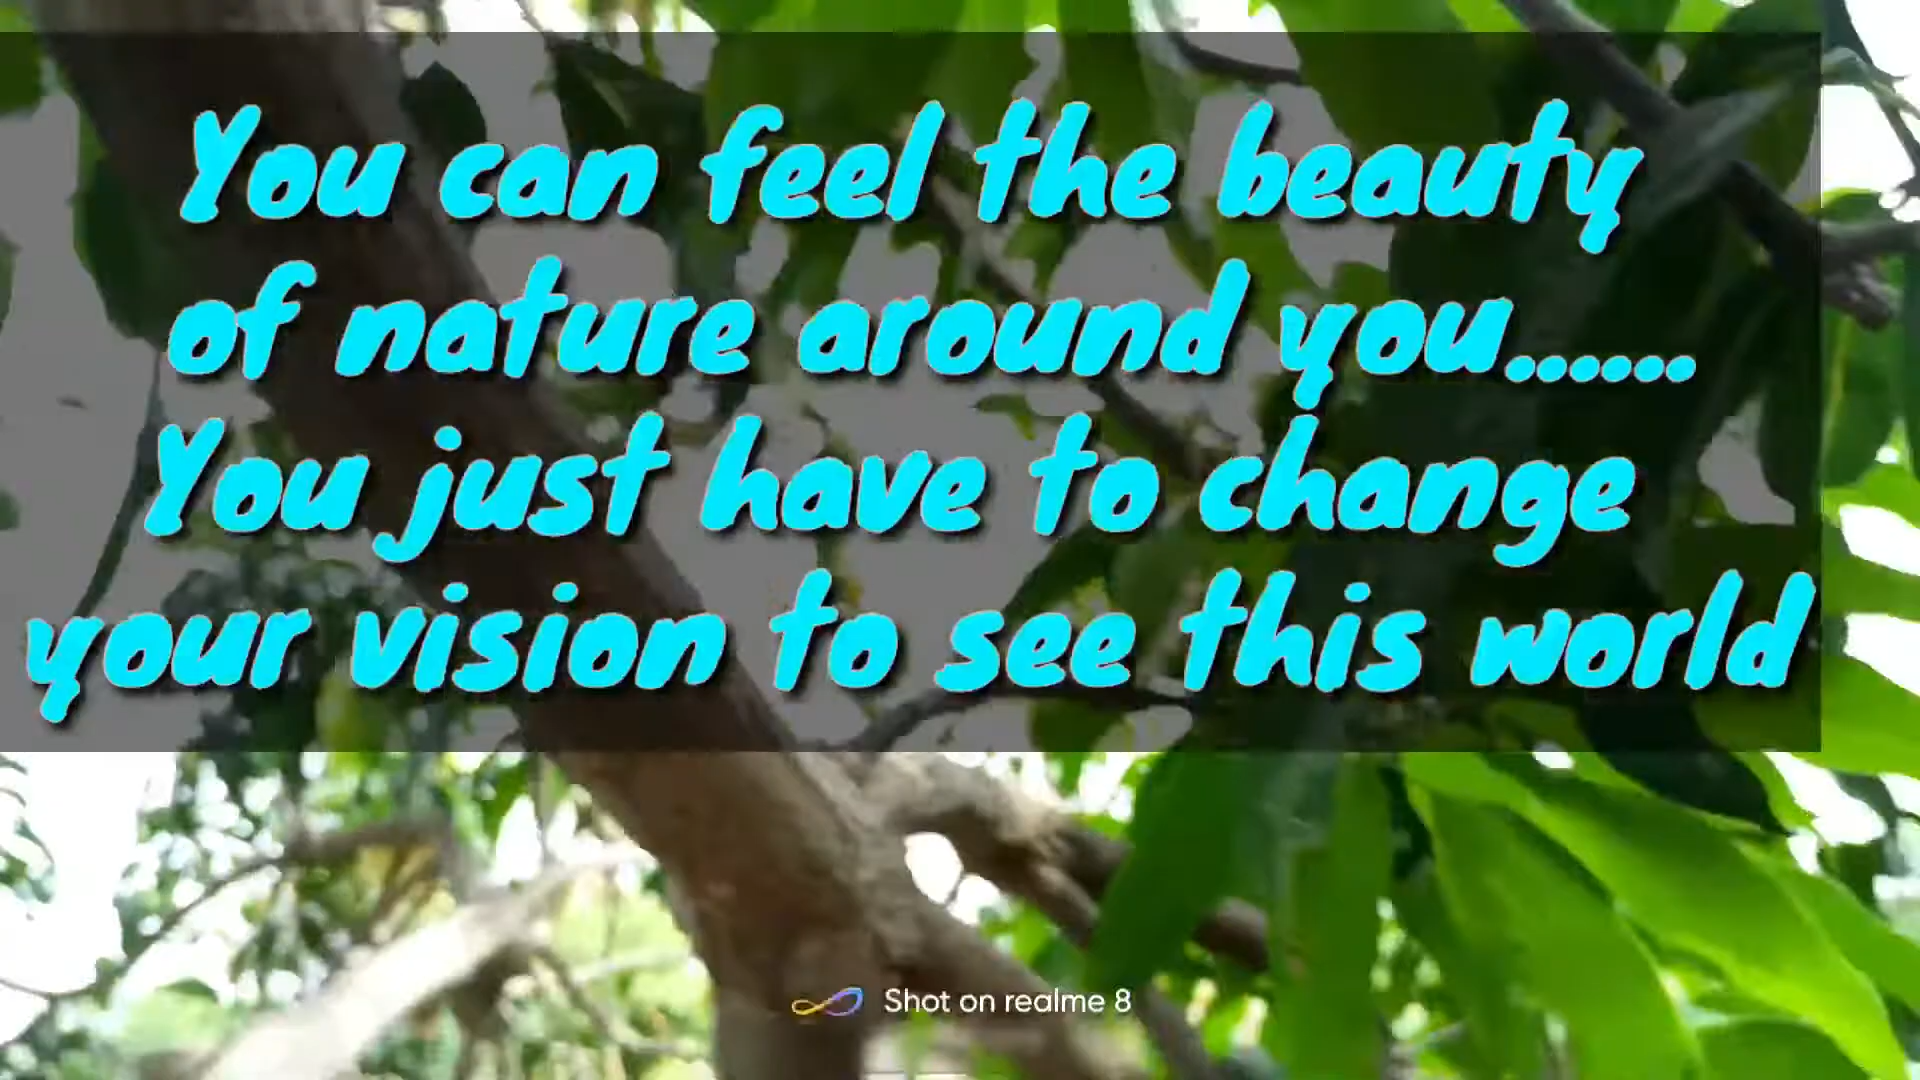 You can feel the beauty
of nature around you......
You just have to change
your vision to see this world
Shot on realme 8